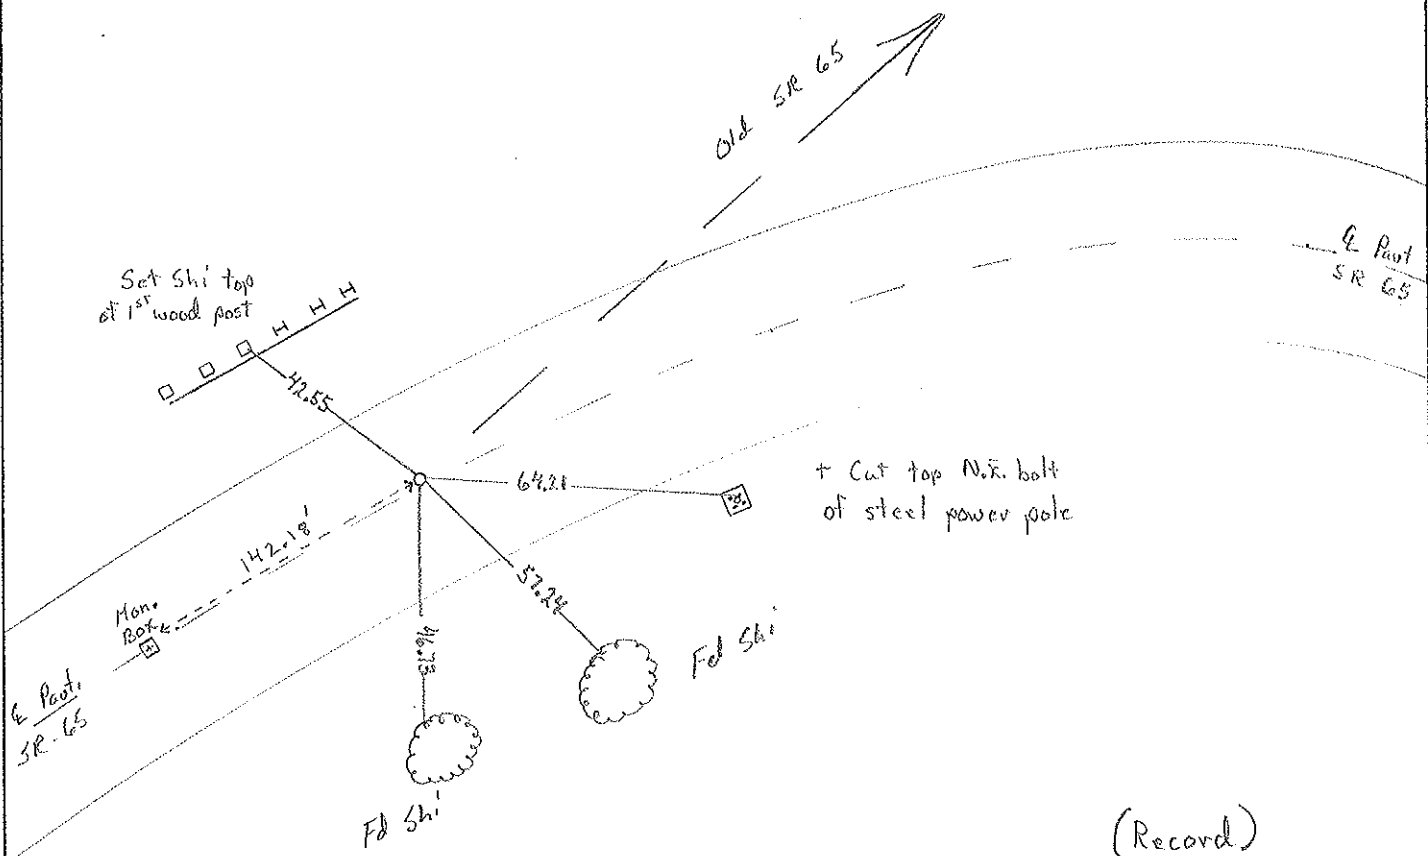 Old SR 65
℄ Pavt
SR 65
Set Shi top
at 1st wood post
42.55
64.21
+ Cut top N.E. bolt
of steel power pole
142.18'
Mon.
Box
57.24
46.73
Fd Shi
℄ Pavt.
SR-65
Fd Shi
(Record)